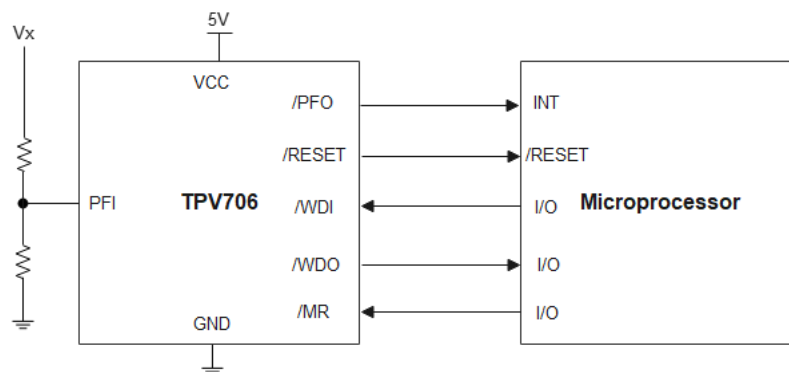 5V
Vx
VCC
/PFO
INT
/RESET
/RESET
PFI
TPV706
/WDI
I/O
Microprocessor
/WDO
I/O
/MR
I/O
GND